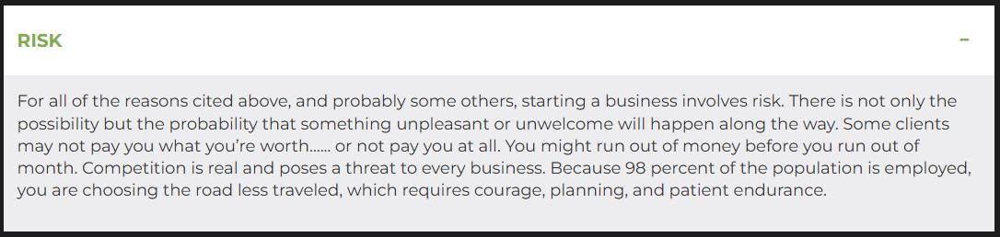 RISK
For all of the reasons cited above, and probably some others, starting a business involves risk. There is not only the
possibility but the probability that something unpleasant or unwelcome will happen along the way. Some clients
may not pay you what you’re worth…... or not pay you at all. You might run out of money before you run out of
month. Competition is real and poses a threat to every business. Because 98 percent of the population is employed,
you are choosing the road less traveled, which requires courage, planning, and patient endurance.